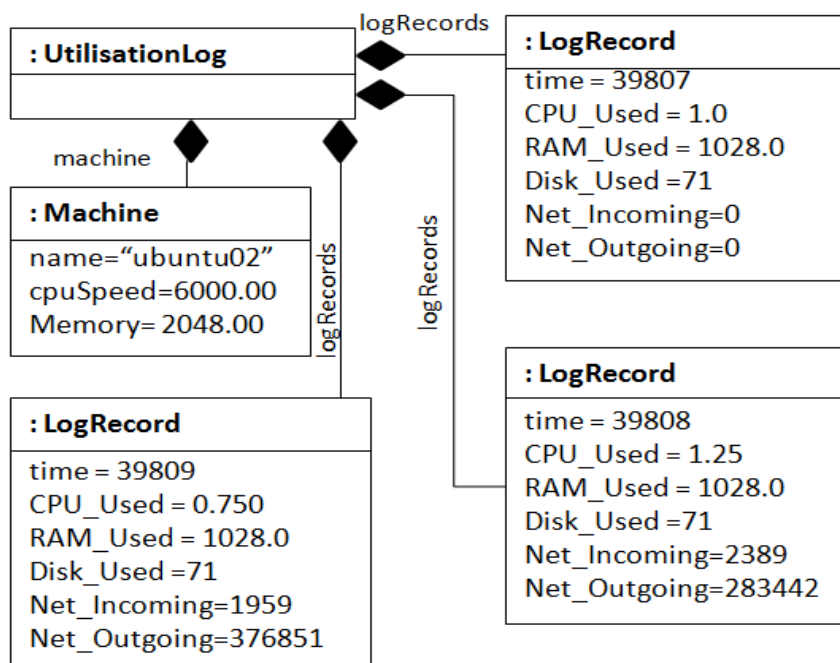 logRecords
: UtilisationLog
: LogRecord
time = 39807
CPU_Used = 1.0
RAM_Used = 1028.0
Disk_Used =71
Net_Incoming=0
Net_Outgoing=0
machine
: Machine
name=“ubuntu02”
cpuSpeed=6000.00
Memory= 2048.00
logRecords
logRecords
: LogRecord
time = 39808
CPU_Used = 1.25
RAM_Used = 1028.0
Disk_Used =71
Net_Incoming=2389
Net_Outgoing=283442
: LogRecord
time = 39809
CPU_Used = 0.750
RAM_Used = 1028.0
Disk_Used =71
Net_Incoming=1959
Net_Outgoing=376851